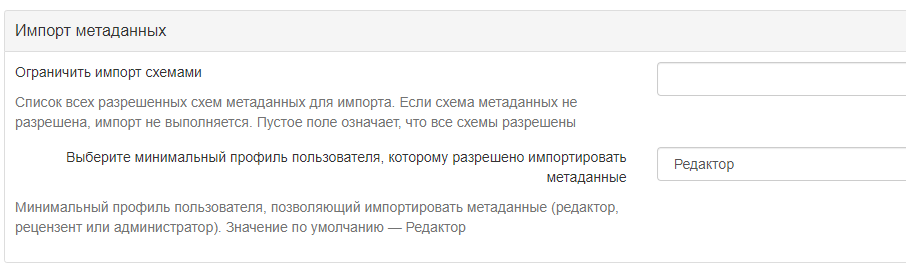 Импорт метаданных
Ограничить импорт схемами
Список всех разрешенных схем метаданных для импорта. Если схема метаданных не
разрешена, импорт не выполняется. Пустое поле означает, что все схемы разрешены
Выберите минимальный профиль пользователя, которому разрешено импортировать
метаданные
Редактор
Минимальный профиль пользователя, позволяющий импортировать метаданные (редактор,
рецензент или администратор). Значение по умолчанию — Редактор